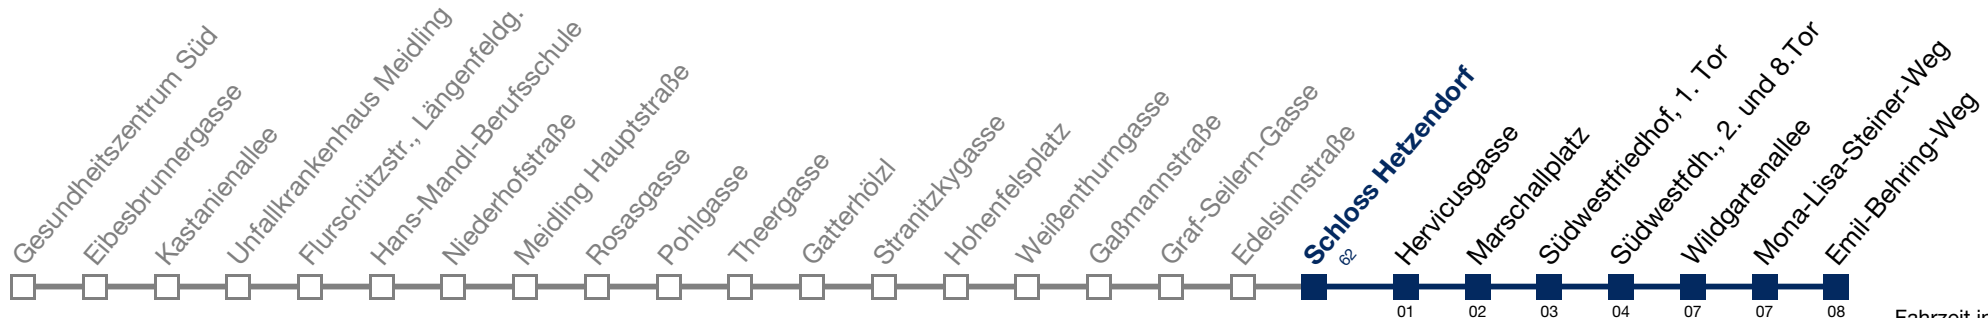 Gesundheitszentrum Süd
Eibesbrunnergasse
Kastanienallee
Unfallkrankenhaus Meidling
Flurschützstr., Längenfeldg.
Hans-Mandl-Berufsschule
Niederhofstraße
Meidling Hauptstraße
Rosasgasse
Pohlgasse
Theergasse
Gatterhölzl
Stranitzkygasse
Hohenfelsplatz
Weißenthurngasse
Gaßmannstraße
Graf-Seilern-Gasse
Edelsinnstraße
Schloss Hetzendorf
62
Hervicusgasse
Marschallplatz
Südwestfriedhof, 1. Tor
Südwestfdh., 2. und 8.Tor
Wildgartenallee
Mona-Lisa-Steiner-Weg
Emil-Behring-Weg
01 02 03 04 07 07 08
Fahrzeit in